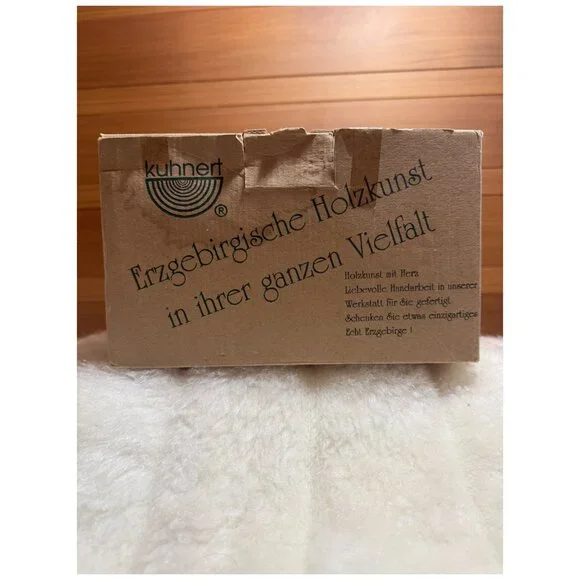 kuhnert
®
Erzgebirgische Holzkunst
in ihrer ganzen Vielfalt
Holzkunst mit Herz
Liebevolle Handarbeit in unserer
Werkstatt für Sie gefertigt.
Schenken Sie etwas einzigartiges
Echt Erzgebirge !